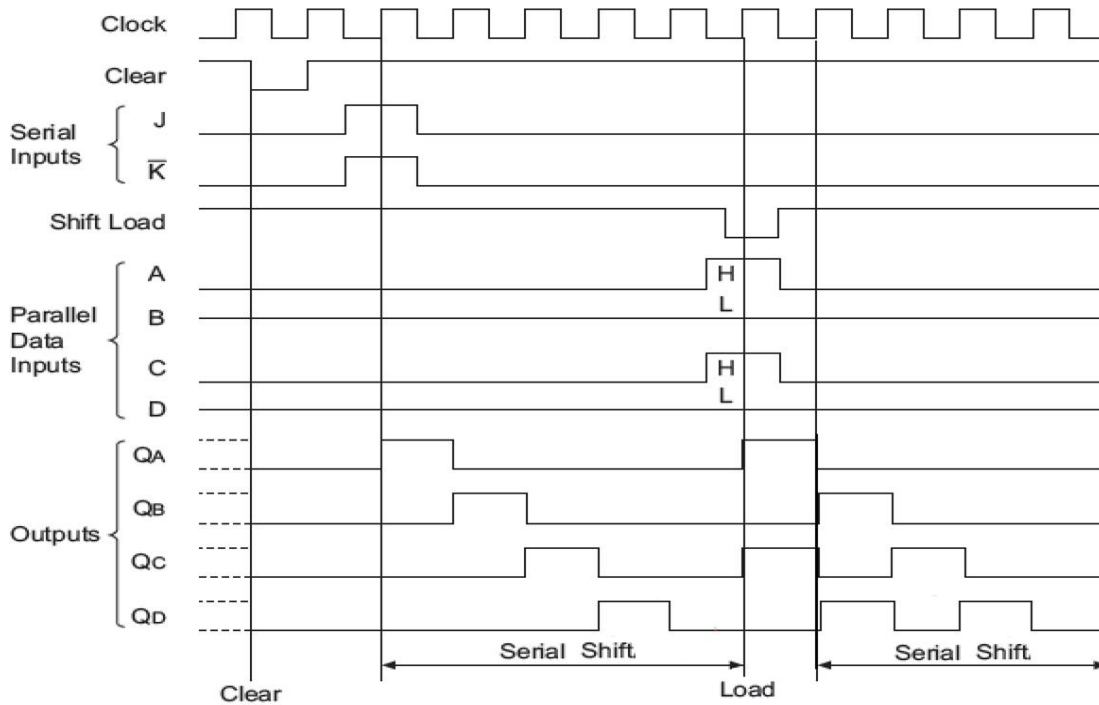 Clock
Clear
Serial
Inputs
J
K̅
Shift Load
Parallel
Data
Inputs
A
H
L
B
C
H
L
D
Outputs
QA
QB
QC
QD
Serial Shift
Serial Shift
Clear
Load